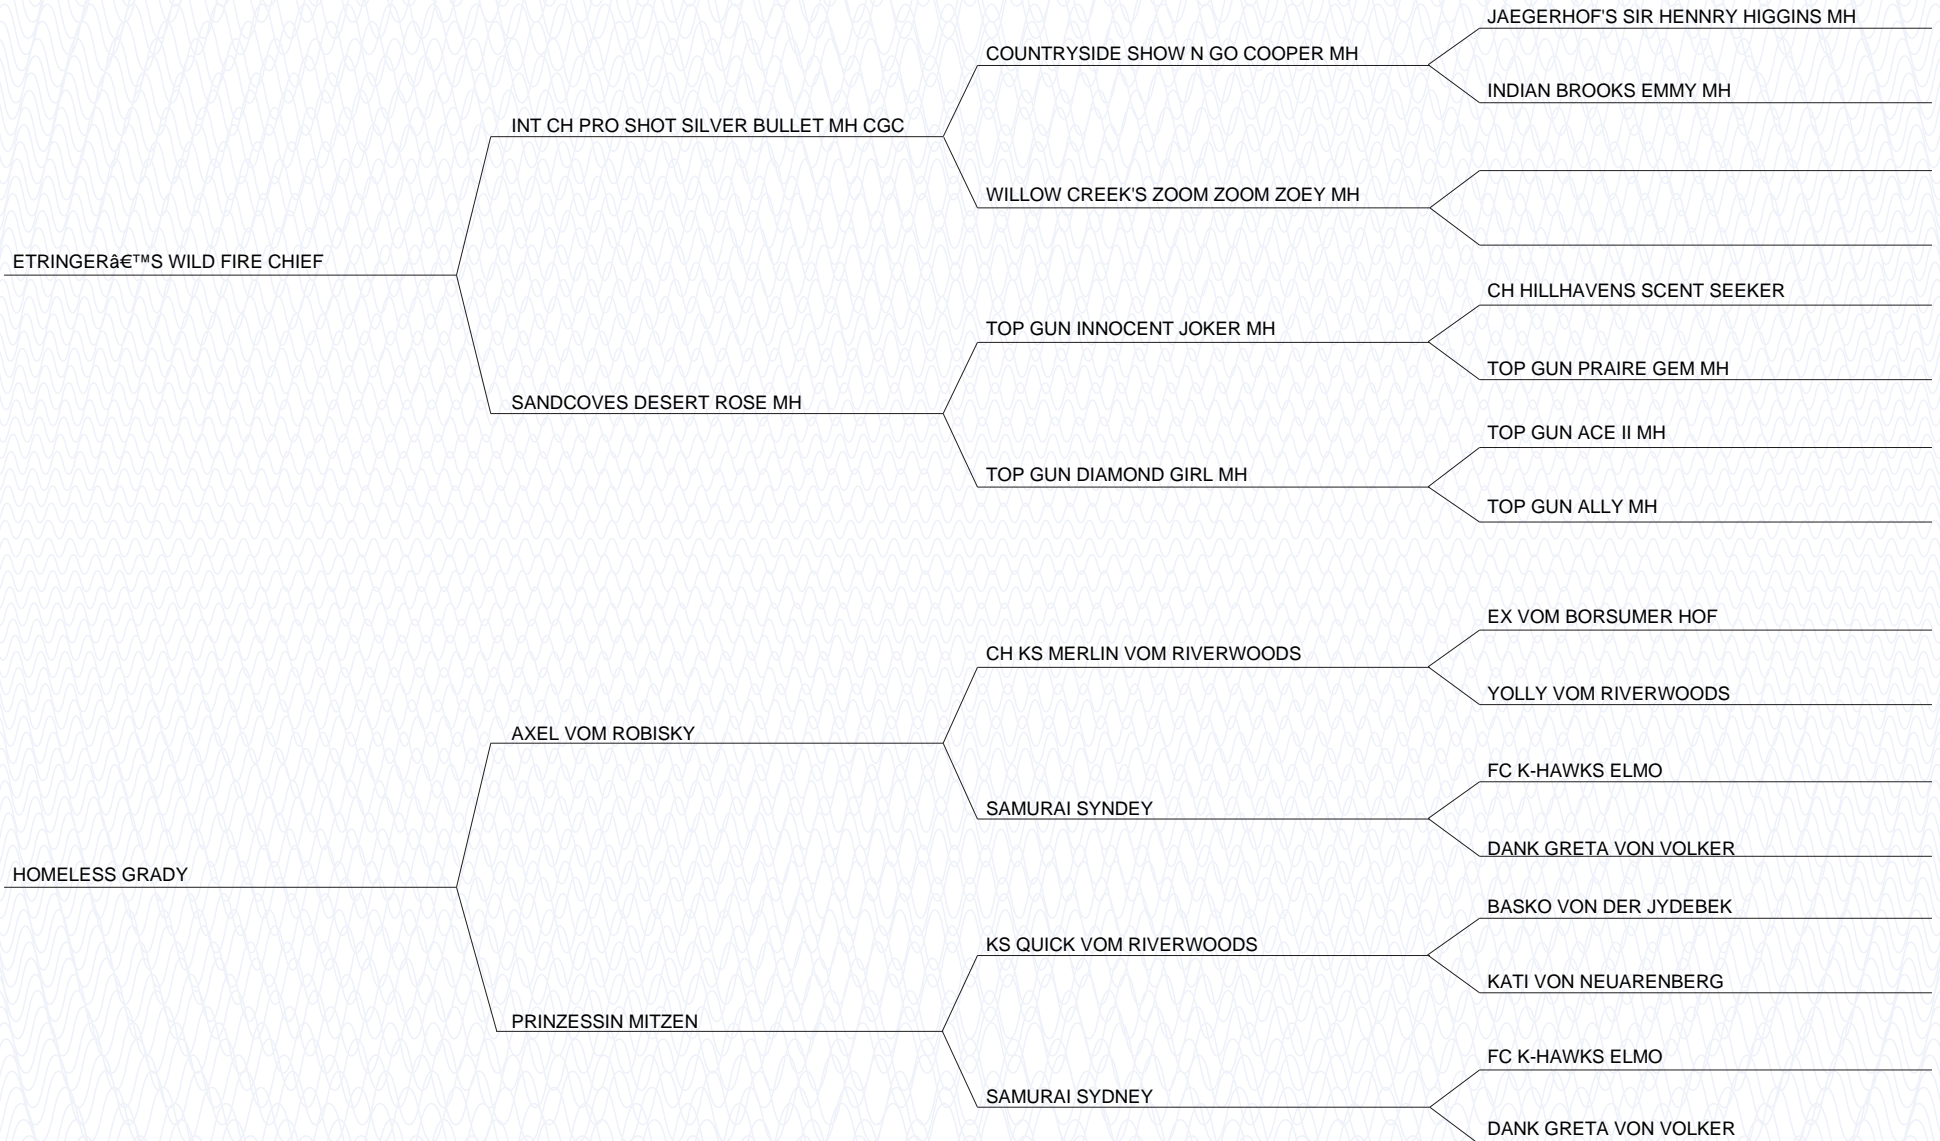 JAEGERHOF'S SIR HENNRY HIGGINS MH
COUNTRYSIDE SHOW N GO COOPER MH
INDIAN BROOKS EMMY MH
INT CH PRO SHOT SILVER BULLET MH CGC
WILLOW CREEK'S ZOOM ZOOM ZOEY MH
ETRINGERâ€™S WILD FIRE CHIEF
CH HILLHAVENS SCENT SEEKER
TOP GUN INNOCENT JOKER MH
TOP GUN PRAIRE GEM MH
SANDCOVES DESERT ROSE MH
TOP GUN ACE II MH
TOP GUN DIAMOND GIRL MH
TOP GUN ALLY MH
EX VOM BORSUMER HOF
CH KS MERLIN VOM RIVERWOODS
YOLLY VOM RIVERWOODS
AXEL VOM ROBISKY
FC K-HAWKS ELMO
SAMURAI SYNDEY
DANK GRETA VON VOLKER
HOMELESS GRADY
BASKO VON DER JYDEBEK
KS QUICK VOM RIVERWOODS
KATI VON NEUARENBERG
PRINZESSIN MITZEN
FC K-HAWKS ELMO
SAMURAI SYDNEY
DANK GRETA VON VOLKER